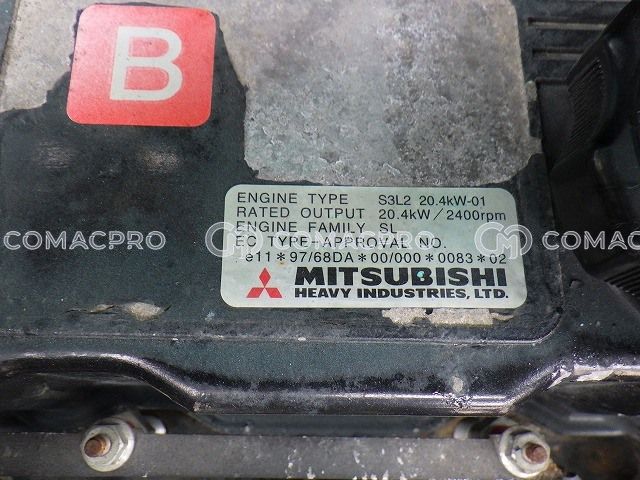 B
ENGINE TYPE S3L2 20.4kW-01
RATED OUTPUT 20.4kW/2400rpm
ENGINE FAMILY SL
EC TYPE-APPROVAL NO.
COMACPRO COMACPRO COMACPRO
e11*97/68DA*00/000*0083*02
MITSUBISHI
HEAVY INDUSTRIES, LTD.